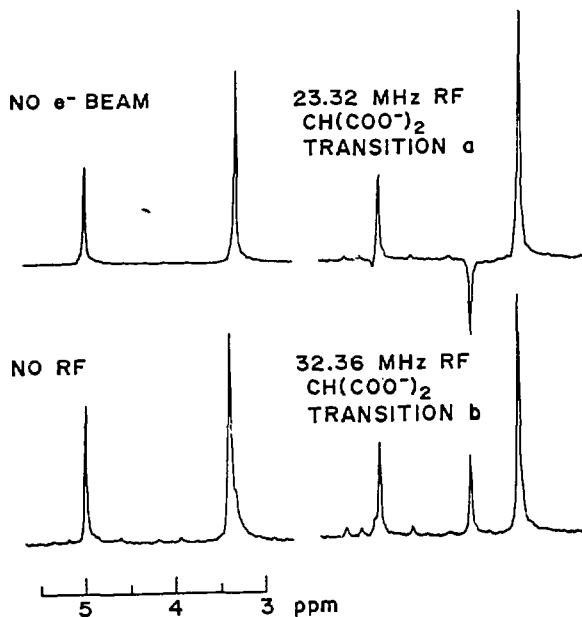 NO e⁻ BEAM
23.32 MHz RF
CH(COO⁻)₂
TRANSITION a
NO RF
32.36 MHz RF
CH(COO⁻)₂
TRANSITION b
5 4 3 ppm